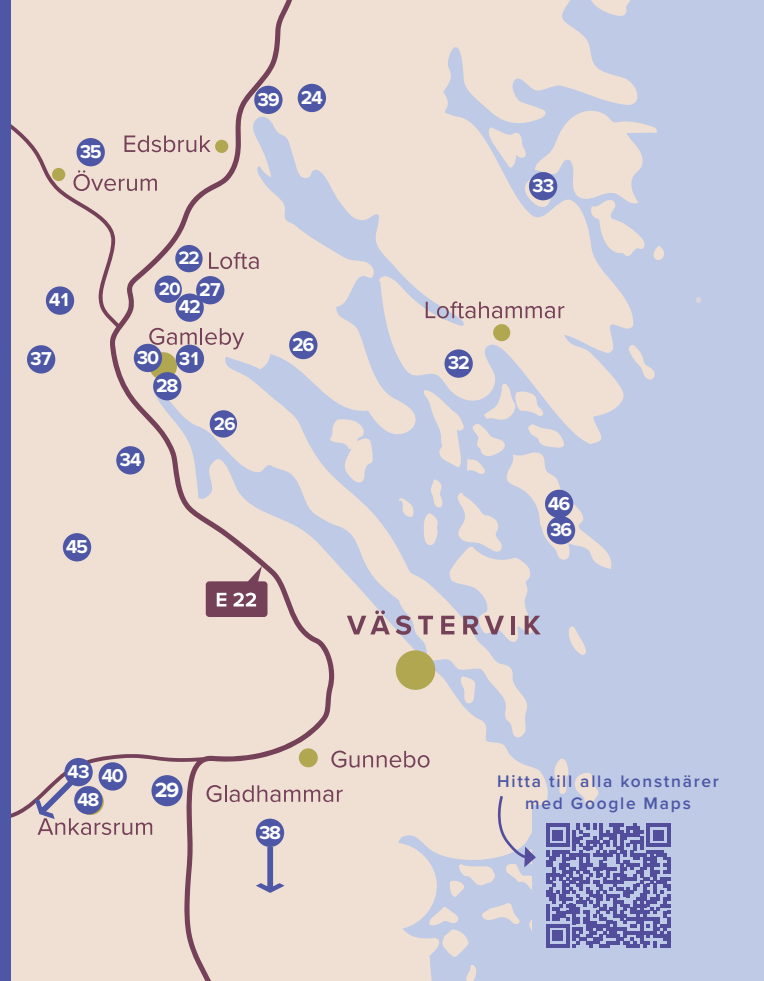 39
24
Edsbruk
35
Överum
33
22
Lofta
20
27
42
41
Loftahammar
Gamleby
26
37
30
31
32
28
26
34
46
36
45
E 22
VÄSTERVIK
Gunnebo
43
40
29
Gladhammar
48
Ankarsrum
38
Hitta till alla konstnärer
med Google Maps